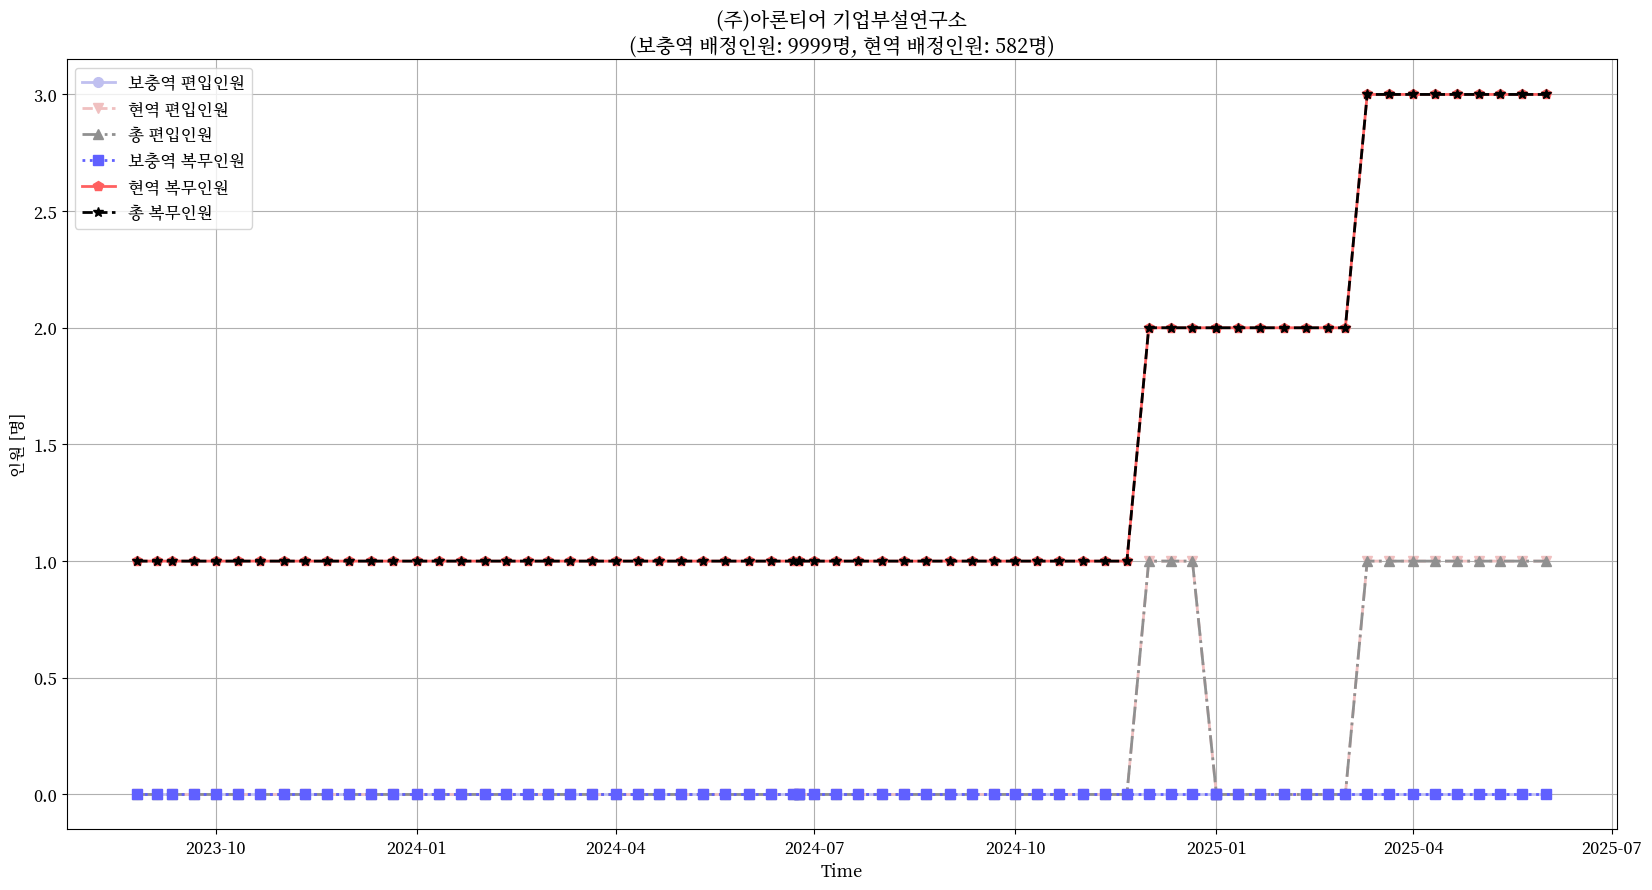 (주)아론티어 기업부설연구소
(보충역 배정인원: 9999명, 현역 배정인원: 582명)
보충역 편입인원
현역 편입인원
총 편입인원
보충역 복무인원
현역 복무인원
총 복무인원
3.0
2.5
2.0
1.5
1.0
0.5
0.0
인원 [명]
2023-10
2024-01
2024-04
2024-07
2024-10
2025-01
2025-04
2025-07
Time